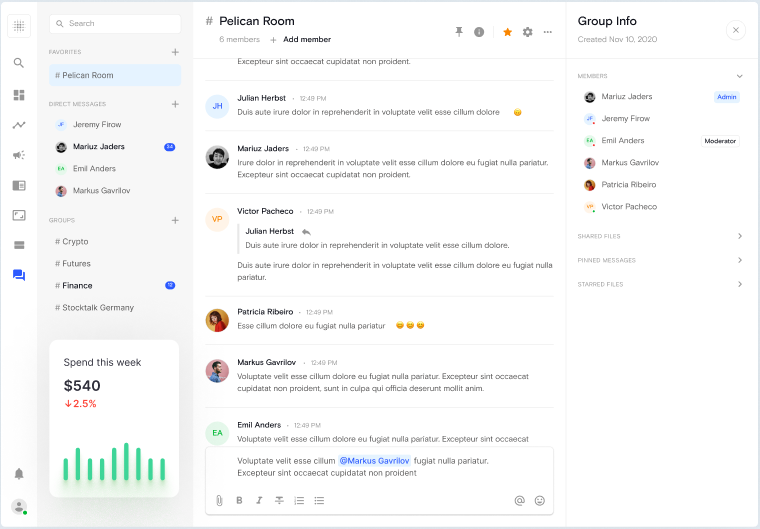 Search
FAVORITES
# Pelican Room
DIRECT MESSAGES
JF Jeremy Firow
Mariuz Jaders 24
EA Emil Anders
Markus Gavrilov
GROUPS
# Crypto
# Futures
# Finance 12
# Stocktalk Germany
Spend this week
$540
↓2.5%
# Pelican Room
6 members + Add member
Excepteur sint occaecat cupidatat non proident.
JH Julian Herbst • 12:49 PM
Duis aute irure dolor in reprehenderit in voluptate velit esse cillum dolore
Mariuz Jaders • 12:49 PM
Irure dolor in reprehenderit in voluptate velit esse cillum dolore eu fugiat nulla pariatur.
Excepteur sint occaecat cupidatat non proident.
VP Victor Pacheco • 12:49 PM
Julian Herbst
Duis aute irure dolor in reprehenderit in voluptate velit esse cillum dolore.
Duis aute irure dolor in reprehenderit in voluptate velit esse cillum dolore eu fugiat nulla
pariatur.
Patricia Ribeiro • 12:49 PM
Esse cillum dolore eu fugiat nulla pariatur
Markus Gavrilov • 12:49 PM
Voluptate velit esse cillum dolore eu fugiat nulla pariatur. Excepteur sint occaecat
cupidatat non proident, sunt in culpa qui officia deserunt mollit anim.
EA Emil Anders • 12:49 PM
Voluptate velit esse cillum dolore eu fugiat nulla pariatur. Excepteur sint occaecat
Voluptate velit esse cillum @Markus Gavrilov fugiat nulla pariatur.
Excepteur sint occaecat cupidatat non proident
B I S
Group Info
Created Nov 10, 2020
MEMBERS
Mariuz Jaders Admin
JF Jeremy Firow
EA Emil Anders Moderator
Markus Gavrilov
Patricia Ribeiro
VP Victor Pacheco
SHARED FILES
PINNED MESSAGES
STARRED FILES